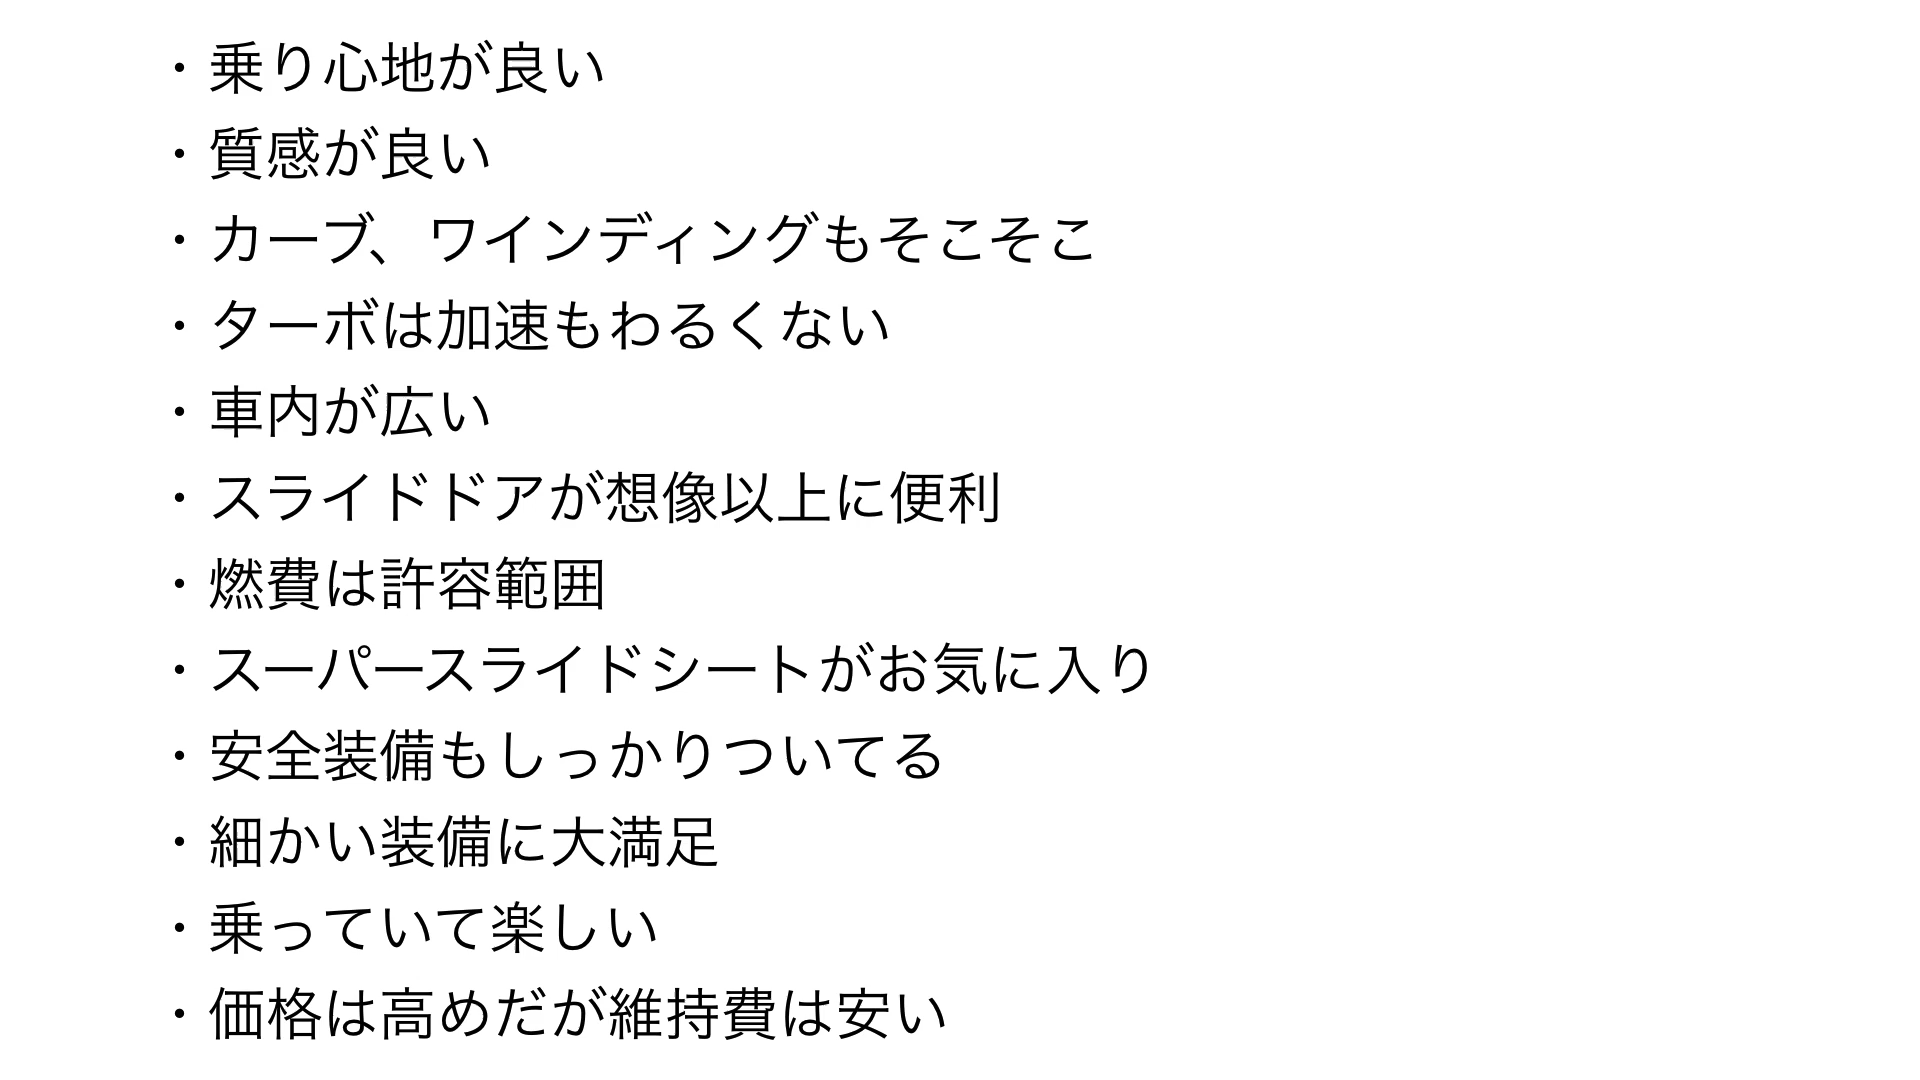 ・乗り心地が良い
・質感が良い
・カーブ、ワインディングもそこそこ
・ターボは加速もわるくない
・車内が広い
・スライドドアが想像以上に便利
・燃費は許容範囲
・スーパースライドシートがお気に入り
・安全装備もしっかりついてる
・細かい装備に大満足
・乗っていて楽しい
・価格は高めだが維持費は安い